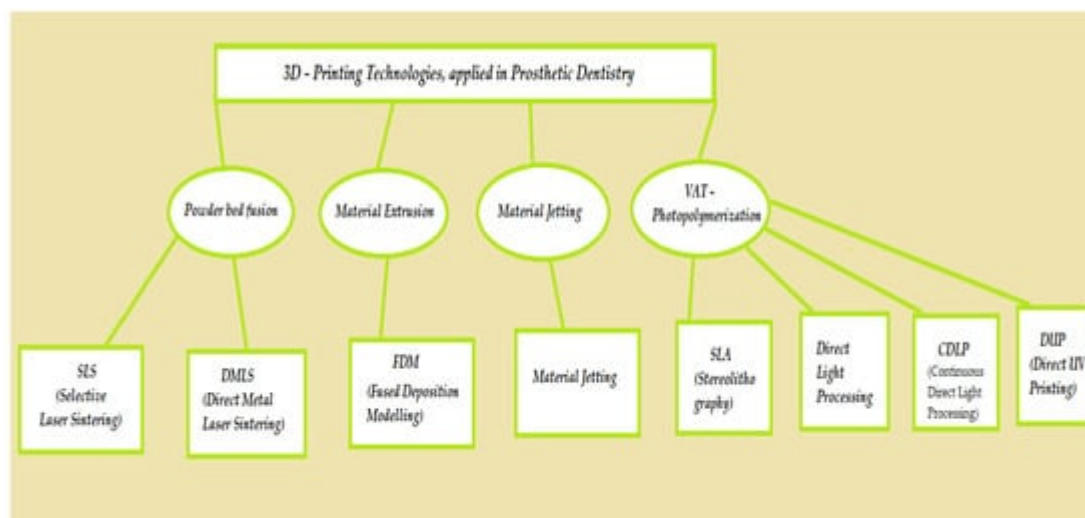 3D - Printing Technologies, applied in Prosthetic Dentistry
Powder bed fusion
Material Extrusion
Material Jetting
VAT -
Photopolymerization
SLS
(Selective
Laser Sintering)
DMLS
(Direct Metal
Laser Sintering)
FDM
(Fused Deposition
Modelling)
Material Jetting
SLA
(Stereolitho
graphy)
Direct
Light
Processing
CDLP
(Continuous
Direct Light
Processing)
DUP
(Direct UV
Printing)